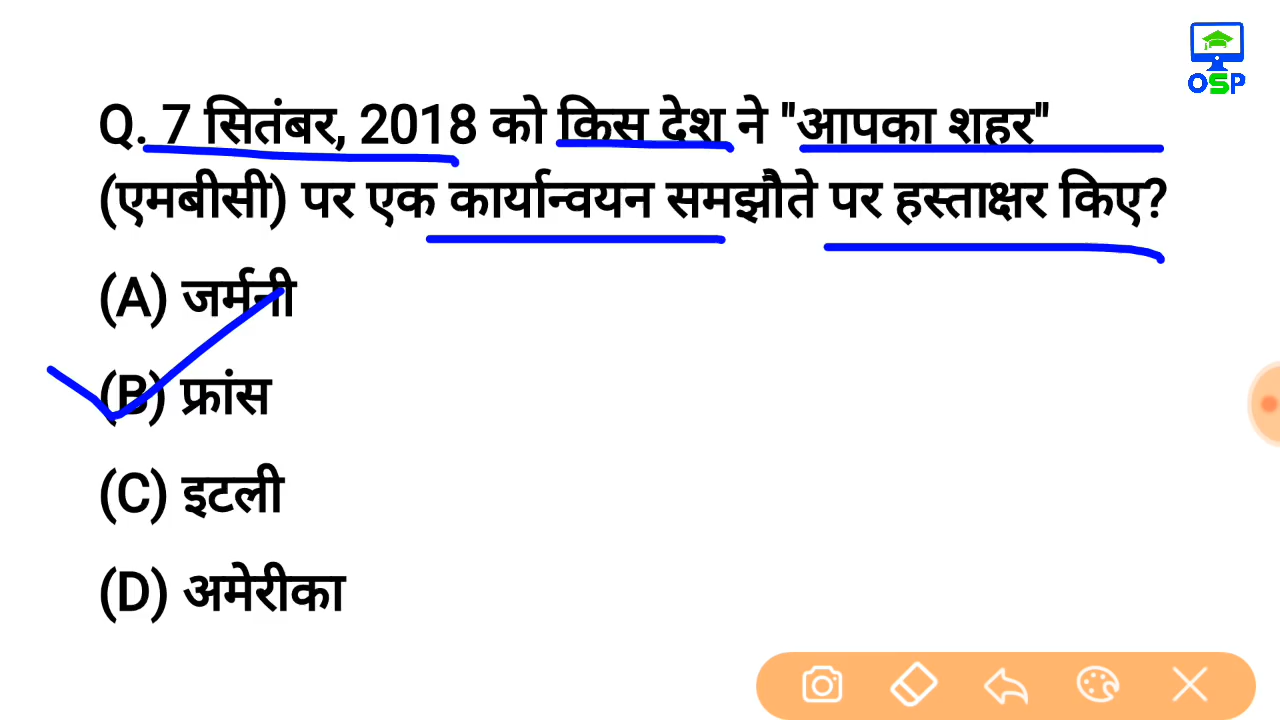 OSP
Q. 7 सितंबर, 2018 को किस देश ने "आपका शहर"
(एमबीसी) पर एक कार्यान्वयन समझौते पर हस्ताक्षर किए?
(A) जर्मनी
(B) फ्रांस
(C) इटली
(D) अमेरीका